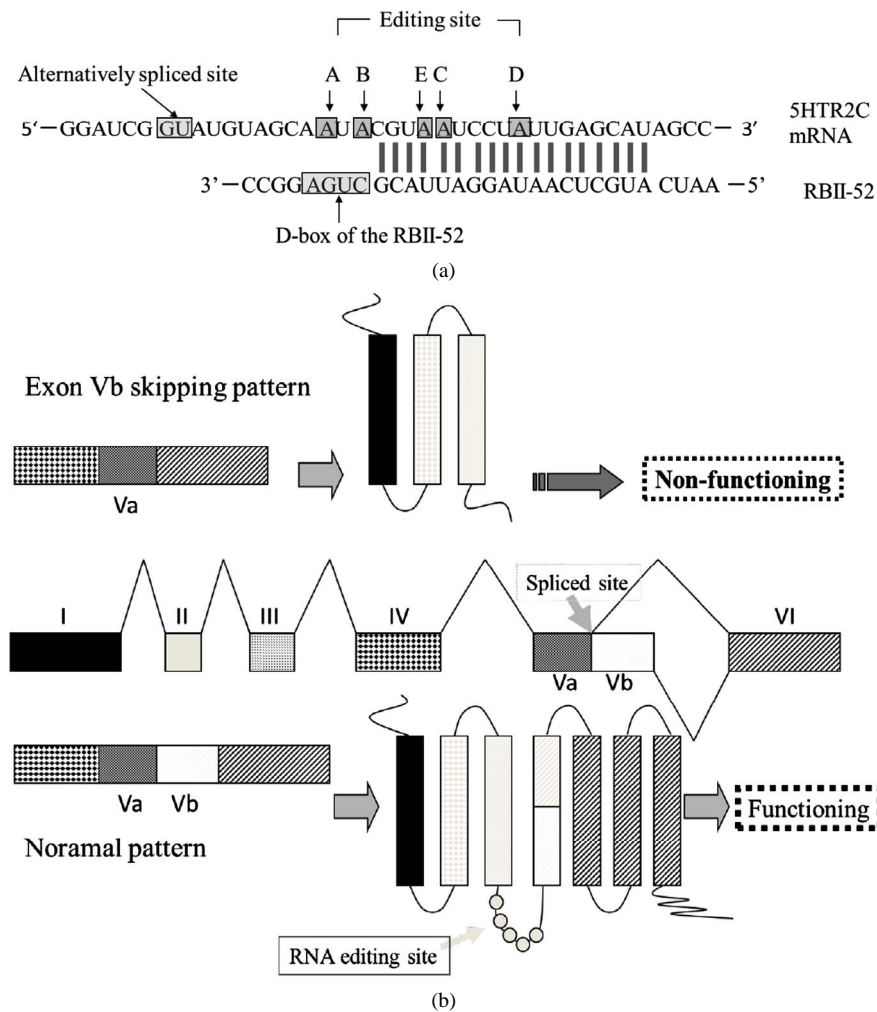 Editing site
Alternatively spliced site
A B E C D
5‘ – GGAUCG GU AUGUAGCA A U A CGU A A UCCU A UUGAGCAUAGCC – 3’
5HTR2C
mRNA
3’ – CCGG AGUC GCAUUAGGAUAACUCGUA CUAA – 5’
RBII-52
D-box of the RBII-52
(a)
Exon Vb skipping pattern
Va
Non-functioning
Spliced site
I II III IV VI
Va Vb
Va Vb
Noramal pattern
Functioning
RNA editing site
(b)